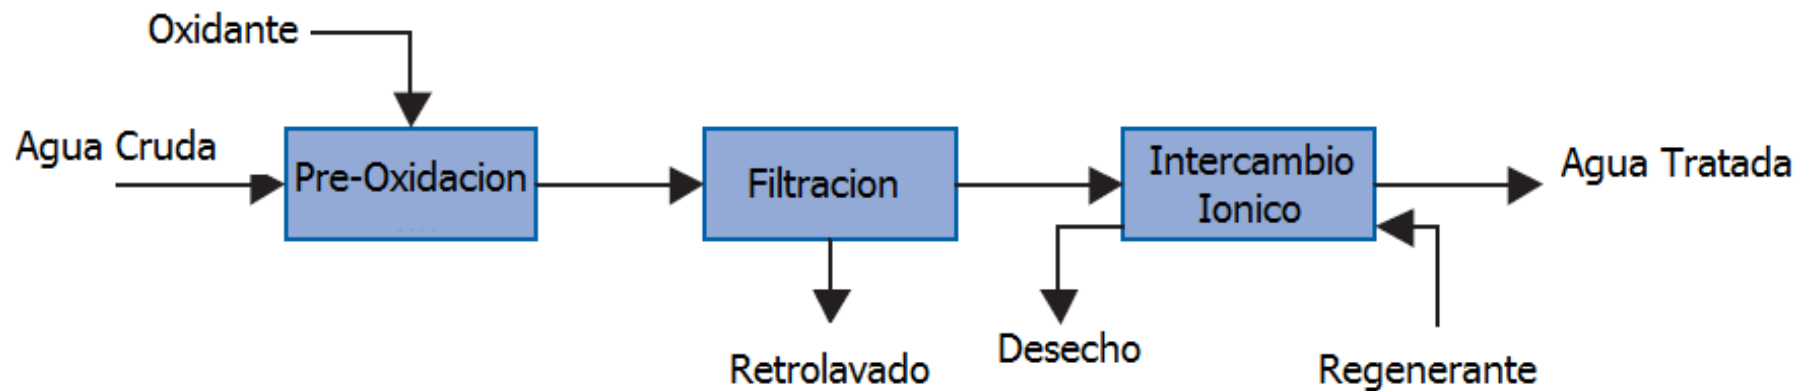 Oxidante
Agua Cruda
Pre-Oxidacion
Filtracion
Intercambio
Ionico
Agua Tratada
Retrolavado
Desecho
Regenerante